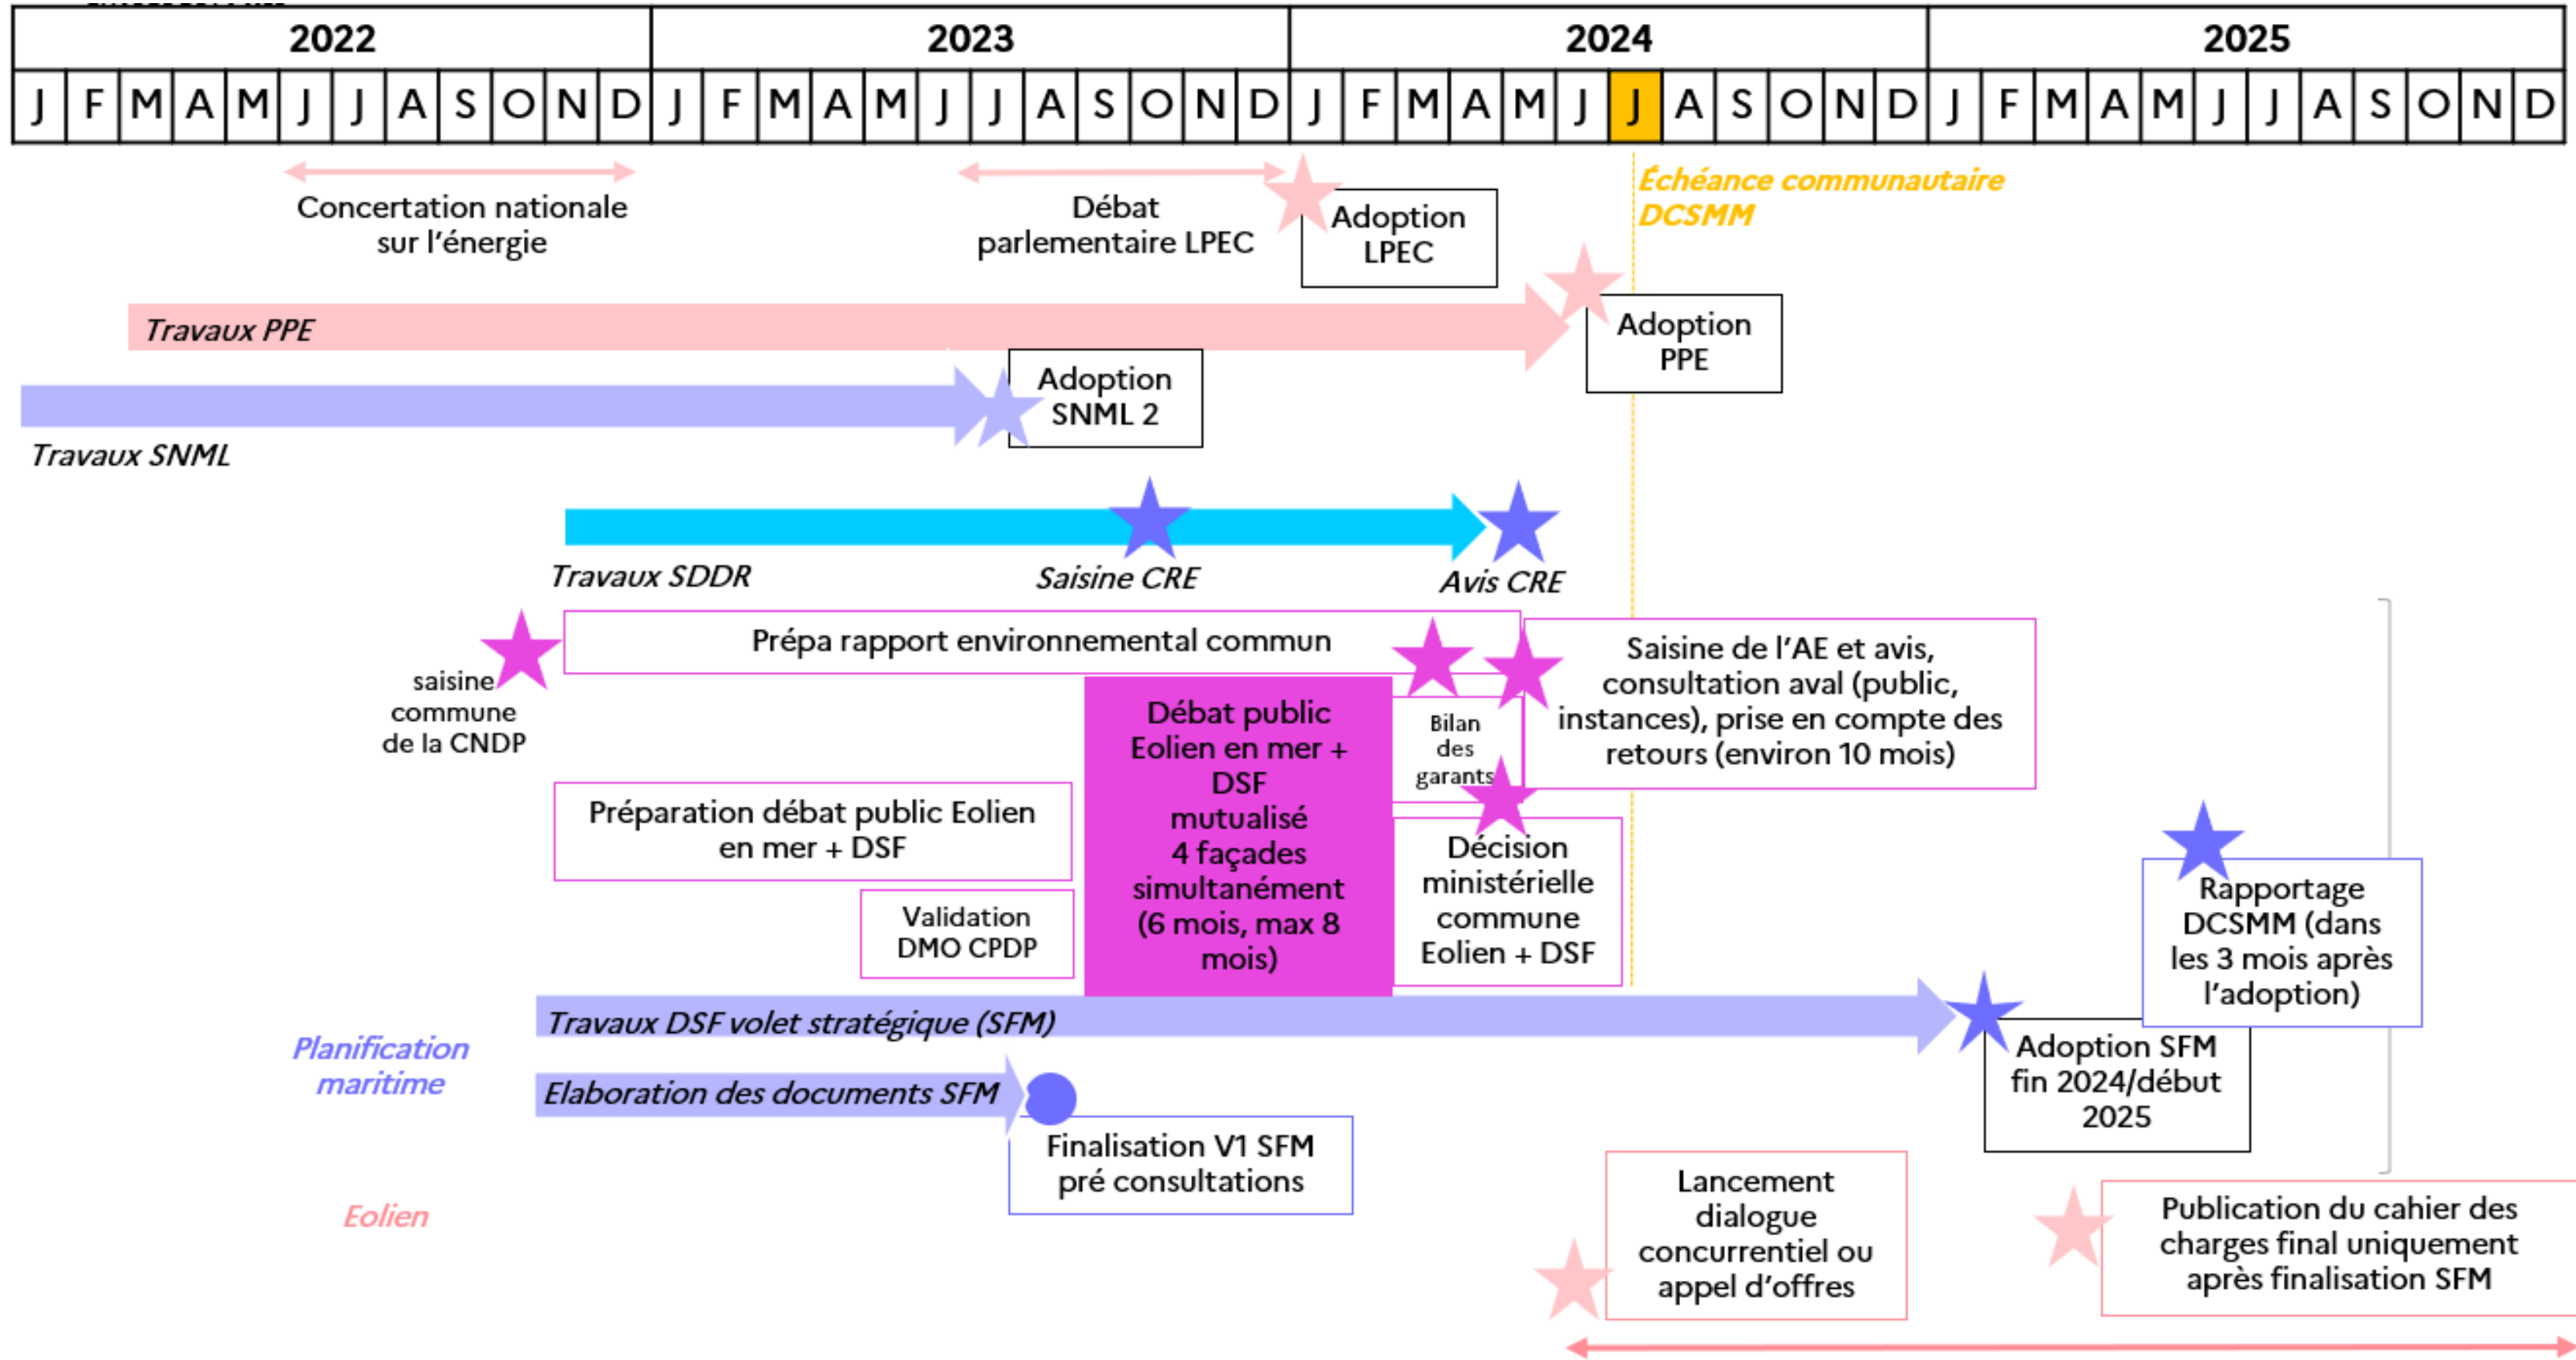 2022 2023 2024 2025
J F M A M J J A S O N D J F M A M J J A S O N D J F M A M J J A S O N D J F M A M J J A S O N D
Concertation nationale
sur l'énergie
Débat
parlementaire LPEC
Adoption
LPEC
Échéance communautaire
DCSMM
Travaux PPE
Adoption
PPE
Adoption
SNML 2
Travaux SNML
Travaux SDDR
Saisine CRE
Avis CRE
saisine
commune
de la CNDP
Prépa rapport environnemental commun
Saisine de l'AE et avis,
consultation aval (public,
instances), prise en compte des
retours (environ 10 mois)
Débat public
Eolien en mer +
DSF
mutualisé
4 façades
simultanément
(6 mois, max 8
mois)
Bilan
des
garants
Préparation débat public Eolien
en mer + DSF
Validation
DMO CPDP
Décision
ministérielle
commune
Eolien + DSF
Rapportage
DCSMM (dans
les 3 mois après
l'adoption)
Travaux DSF volet stratégique (SFM)
Planification
maritime
Adoption SFM
fin 2024/début
2025
Elaboration des documents SFM
Finalisation V1 SFM
pré consultations
Eolien
Lancement
dialogue
concurrentiel ou
appel d'offres
Publication du cahier des
charges final uniquement
après finalisation SFM